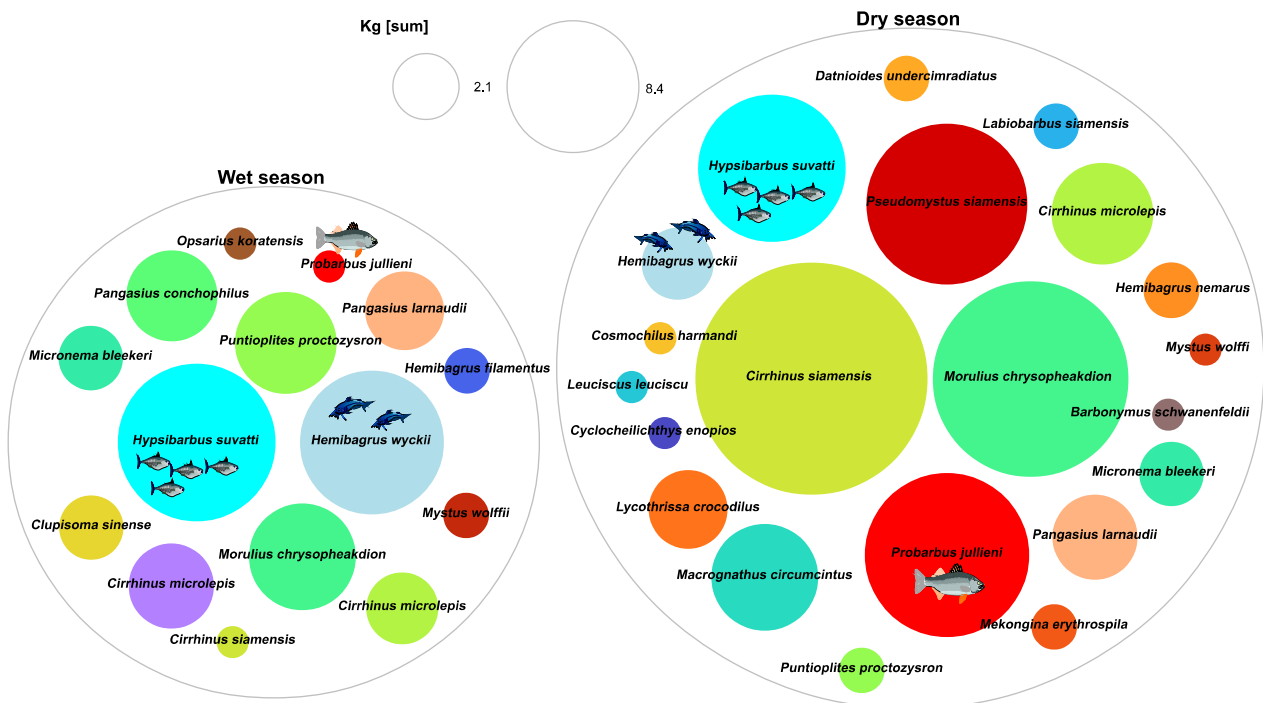 Dry season
Kg [sum]
2.1
8.4
Datnioides undercimradiatus
Labiobarbus siamensis
Hypsibarbus suvatti
Pseudomystus siamensis
Cirrhinus microlepis
Hemibagrus wyckii
Hemibagrus nemarus
Cosmochilus harmandi
Mystus wolffi
Cirrhinus siamensis
Morulius chrysopheakdion
Leuciscus leuciscu
Barbonymus schwanenfeldii
Cyclocheilichthys enopios
Micronema bleekeri
Lycothrissa crocodilus
Pangasius larnaudii
Probarbus jullieni
Macrognathus circumcintus
Mekongina erythrospila
Puntioplites proctozysron
Wet season
Opsarius koratensis
Probarbus jullieni
Pangasius conchophilus
Pangasius larnaudii
Puntioplites proctozysron
Micronema bleekeri
Hemibagrus filamentus
Hypsibarbus suvatti
Hemibagrus wyckii
Mystus wolffii
Clupisoma sinense
Morulius chrysopheakdion
Cirrhinus microlepis
Cirrhinus microlepis
Cirrhinus siamensis